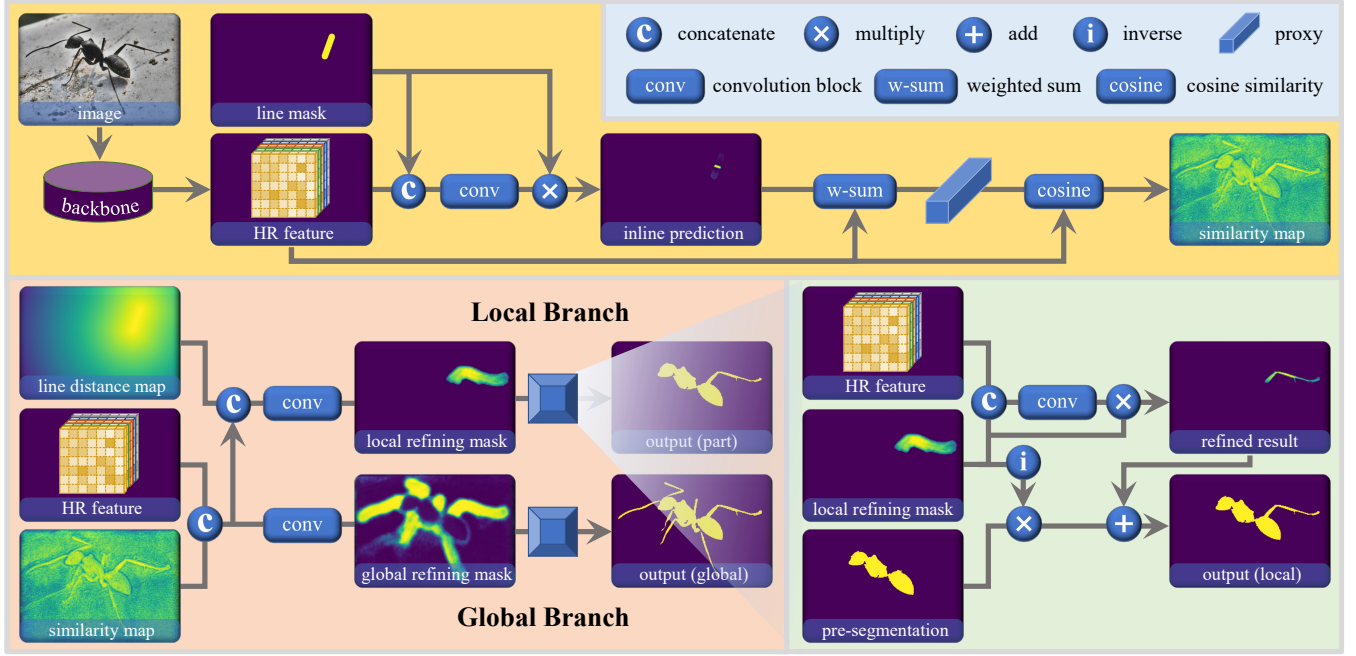 image
line mask
C concatenate
× multiply
+ add
i inverse
proxy
conv convolution block
w-sum weighted sum
cosine cosine similarity
backbone
HR feature
C
conv
×
inline prediction
w-sum
cosine
similarity map
Local Branch
line distance map
C
conv
local refining mask
output (part)
HR feature
C
conv
global refining mask
output (global)
similarity map
Global Branch
HR feature
C
conv
×
refined result
local refining mask
i
×
+
output (local)
pre-segmentation